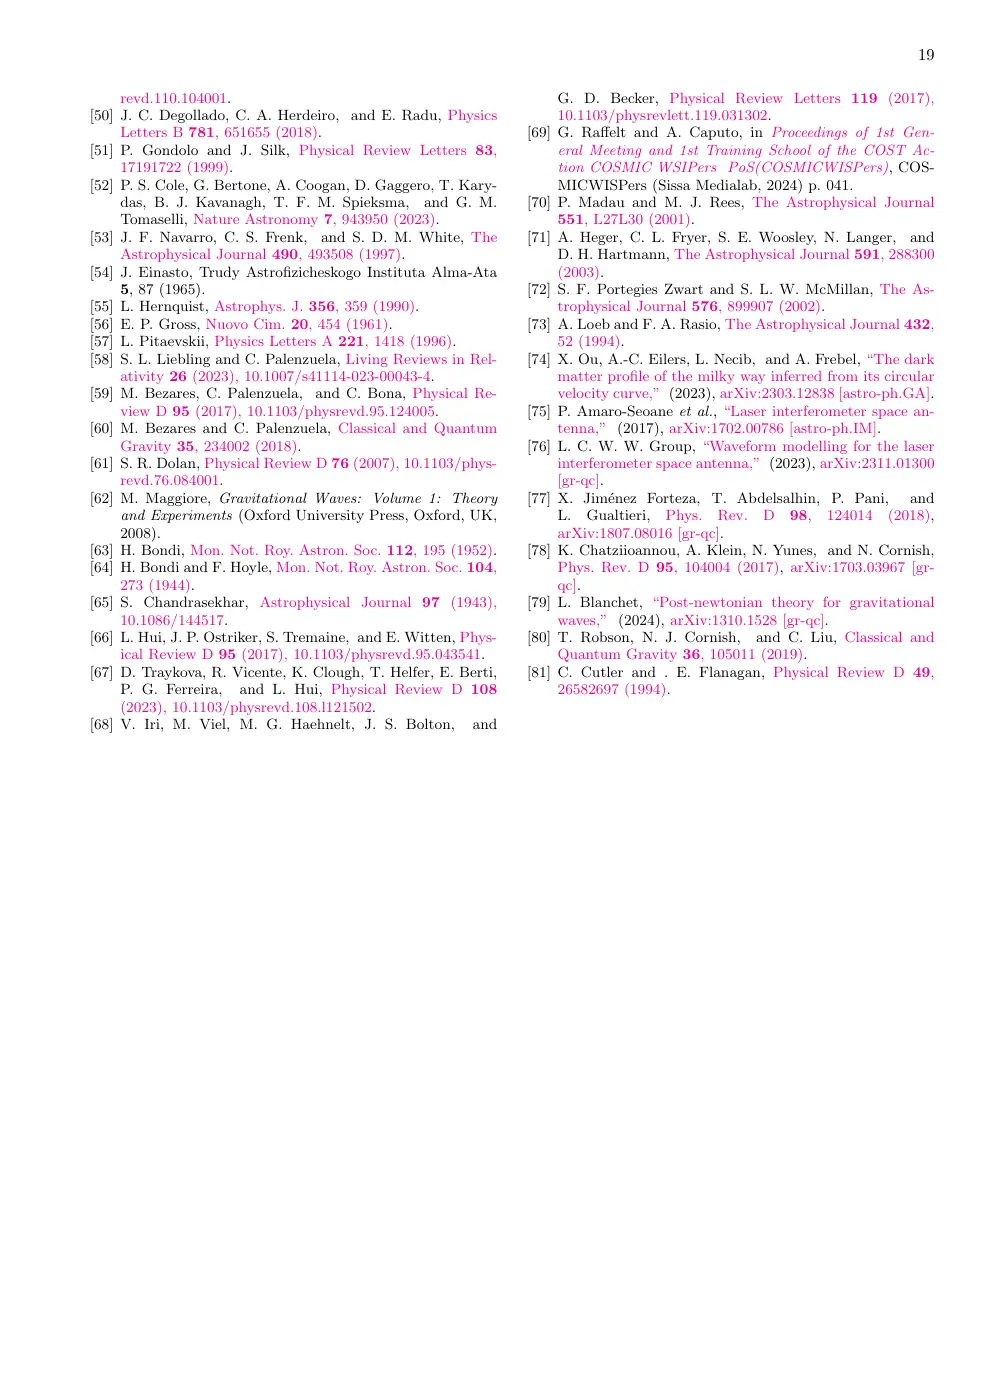 19
revd.110.104001.
[50] J. C. Degollado, C. A. Herdeiro, and E. Radu, Physics
Letters B 781, 651655 (2018).
[51] P. Gondolo and J. Silk, Physical Review Letters 83,
17191722 (1999).
[52] P. S. Cole, G. Bertone, A. Coogan, D. Gaggero, T. Kary-
das, B. J. Kavanagh, T. F. M. Spieksma, and G. M.
Tomaselli, Nature Astronomy 7, 943950 (2023).
[53] J. F. Navarro, C. S. Frenk, and S. D. M. White, The
Astrophysical Journal 490, 493508 (1997).
[54] J. Einasto, Trudy Astrofizicheskogo Instituta Alma-Ata
5, 87 (1965).
[55] L. Hernquist, Astrophys. J. 356, 359 (1990).
[56] E. P. Gross, Nuovo Cim. 20, 454 (1961).
[57] L. Pitaevskii, Physics Letters A 221, 1418 (1996).
[58] S. L. Liebling and C. Palenzuela, Living Reviews in Rel-
ativity 26 (2023), 10.1007/s41114-023-00043-4.
[59] M. Bezares, C. Palenzuela, and C. Bona, Physical Re-
view D 95 (2017), 10.1103/physrevd.95.124005.
[60] M. Bezares and C. Palenzuela, Classical and Quantum
Gravity 35, 234002 (2018).
[61] S. R. Dolan, Physical Review D 76 (2007), 10.1103/phys-
revd.76.084001.
[62] M. Maggiore, Gravitational Waves: Volume 1: Theory
and Experiments (Oxford University Press, Oxford, UK,
2008).
[63] H. Bondi, Mon. Not. Roy. Astron. Soc. 112, 195 (1952).
[64] H. Bondi and F. Hoyle, Mon. Not. Roy. Astron. Soc. 104,
273 (1944).
[65] S. Chandrasekhar, Astrophysical Journal 97 (1943),
10.1086/144517.
[66] L. Hui, J. P. Ostriker, S. Tremaine, and E. Witten, Phys-
ical Review D 95 (2017), 10.1103/physrevd.95.043541.
[67] D. Traykova, R. Vicente, K. Clough, T. Helfer, E. Berti,
P. G. Ferreira, and L. Hui, Physical Review D 108
(2023), 10.1103/physrevd.108.l121502.
[68] V. Iri, M. Viel, M. G. Haehnelt, J. S. Bolton, and
G. D. Becker, Physical Review Letters 119 (2017),
10.1103/physrevlett.119.031302.
[69] G. Raffelt and A. Caputo, in Proceedings of 1st Gen-
eral Meeting and 1st Training School of the COST Ac-
tion COSMIC WSIPers PoS(COSMICWISPers), COS-
MICWISPers (Sissa Medialab, 2024) p. 041.
[70] P. Madau and M. J. Rees, The Astrophysical Journal
551, L27L30 (2001).
[71] A. Heger, C. L. Fryer, S. E. Woosley, N. Langer, and
D. H. Hartmann, The Astrophysical Journal 591, 288300
(2003).
[72] S. F. Portegies Zwart and S. L. W. McMillan, The As-
trophysical Journal 576, 899907 (2002).
[73] A. Loeb and F. A. Rasio, The Astrophysical Journal 432,
52 (1994).
[74] X. Ou, A.-C. Eilers, L. Necib, and A. Frebel, “The dark
matter profile of the milky way inferred from its circular
velocity curve,” (2023), arXiv:2303.12838 [astro-ph.GA].
[75] P. Amaro-Seoane et al., “Laser interferometer space an-
tenna,” (2017), arXiv:1702.00786 [astro-ph.IM].
[76] L. C. W. W. Group, “Waveform modelling for the laser
interferometer space antenna,” (2023), arXiv:2311.01300
[gr-qc].
[77] X. Jiménez Forteza, T. Abdelsalhin, P. Pani, and
L. Gualtieri, Phys. Rev. D 98, 124014 (2018),
arXiv:1807.08016 [gr-qc].
[78] K. Chatziioannou, A. Klein, N. Yunes, and N. Cornish,
Phys. Rev. D 95, 104004 (2017), arXiv:1703.03967 [gr-
qc].
[79] L. Blanchet, “Post-newtonian theory for gravitational
waves,” (2024), arXiv:1310.1528 [gr-qc].
[80] T. Robson, N. J. Cornish, and C. Liu, Classical and
Quantum Gravity 36, 105011 (2019).
[81] C. Cutler and . E. Flanagan, Physical Review D 49,
26582697 (1994).